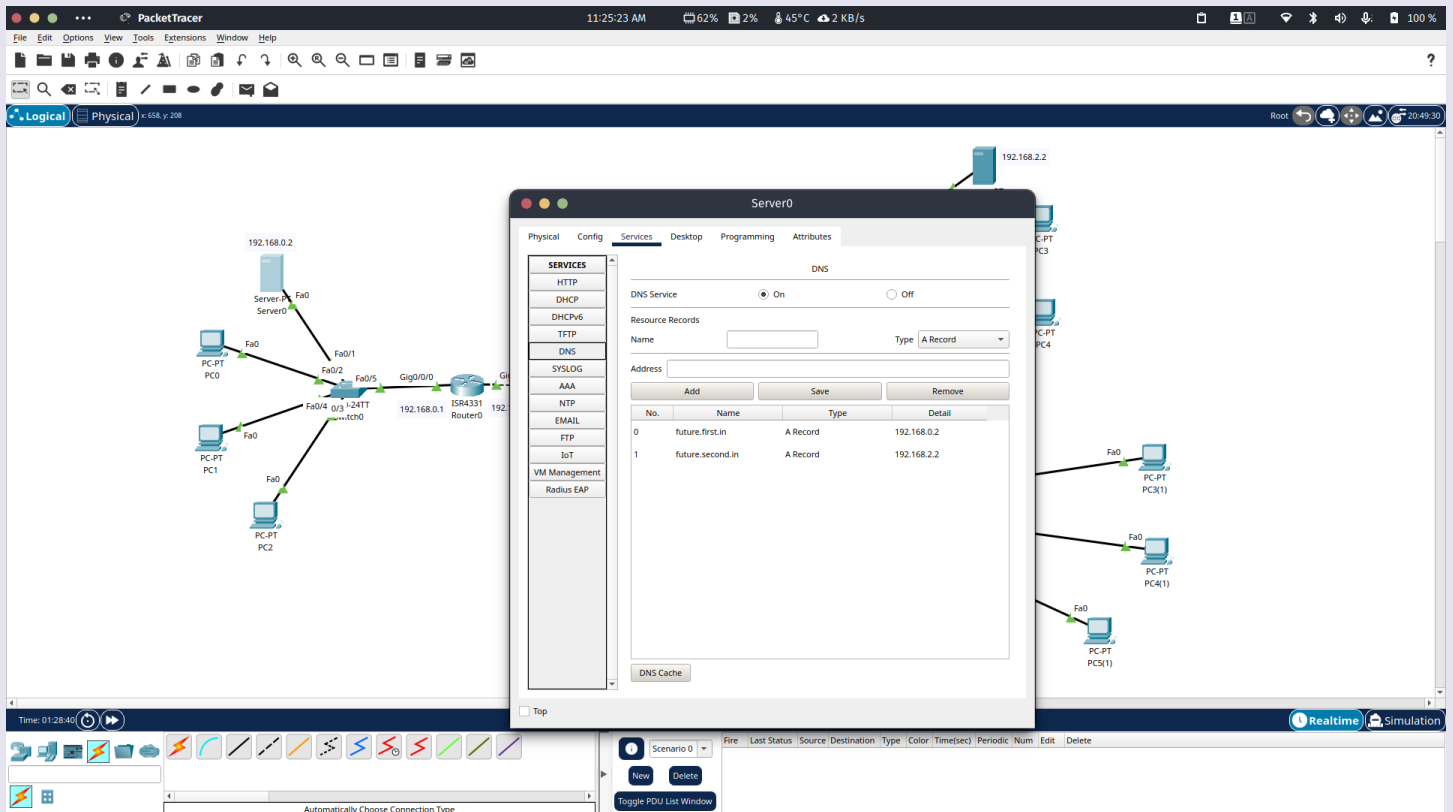 PacketTracer 11:25:23 AM 62% 2% 45°C 2 KB/s 1 A 100 %
File Edit Options View Tools Extensions Window Help
?
Logical Physical x: 658, y: 208 Root 20:49:30
192.168.2.2
Server0
Physical Config Services Desktop Programming Attributes
SERVICES
HTTP
DHCP
DHCPv6
TFTP
DNS
SYSLOG
AAA
NTP
EMAIL
FTP
IoT
VM Management
Radius EAP
DNS
DNS Service On Off
Resource Records
Name Type A Record
Address
Add Save Remove
No. Name Type Detail
0 future.first.in A Record 192.168.0.2
1 future.second.in A Record 192.168.2.2
DNS Cache
Top
192.168.0.2
Server-P Fa0
Server0
Fa0
PC-PT
PC0
Fa0/1
Fa0/2
Fa0/5
Gig0/0/0
Gi
Fa0/4 0/3 -24TT
tch0
192.168.0.1
ISR4331
Router0
192.
Fa0
PC-PT
PC1
Fa0
PC-PT
PC2
C-PT
PC3
C-PT
PC4
Fa0
PC-PT
PC3(1)
Fa0
PC-PT
PC4(1)
Fa0
PC-PT
PC5(1)
Time: 01:28:40 Realtime Simulation
Scenario 0
New Delete
Toggle PDU List Window
Fire Last Status Source Destination Type Color Time(sec) Periodic Num Edit Delete
Automatically Choose Connection Type